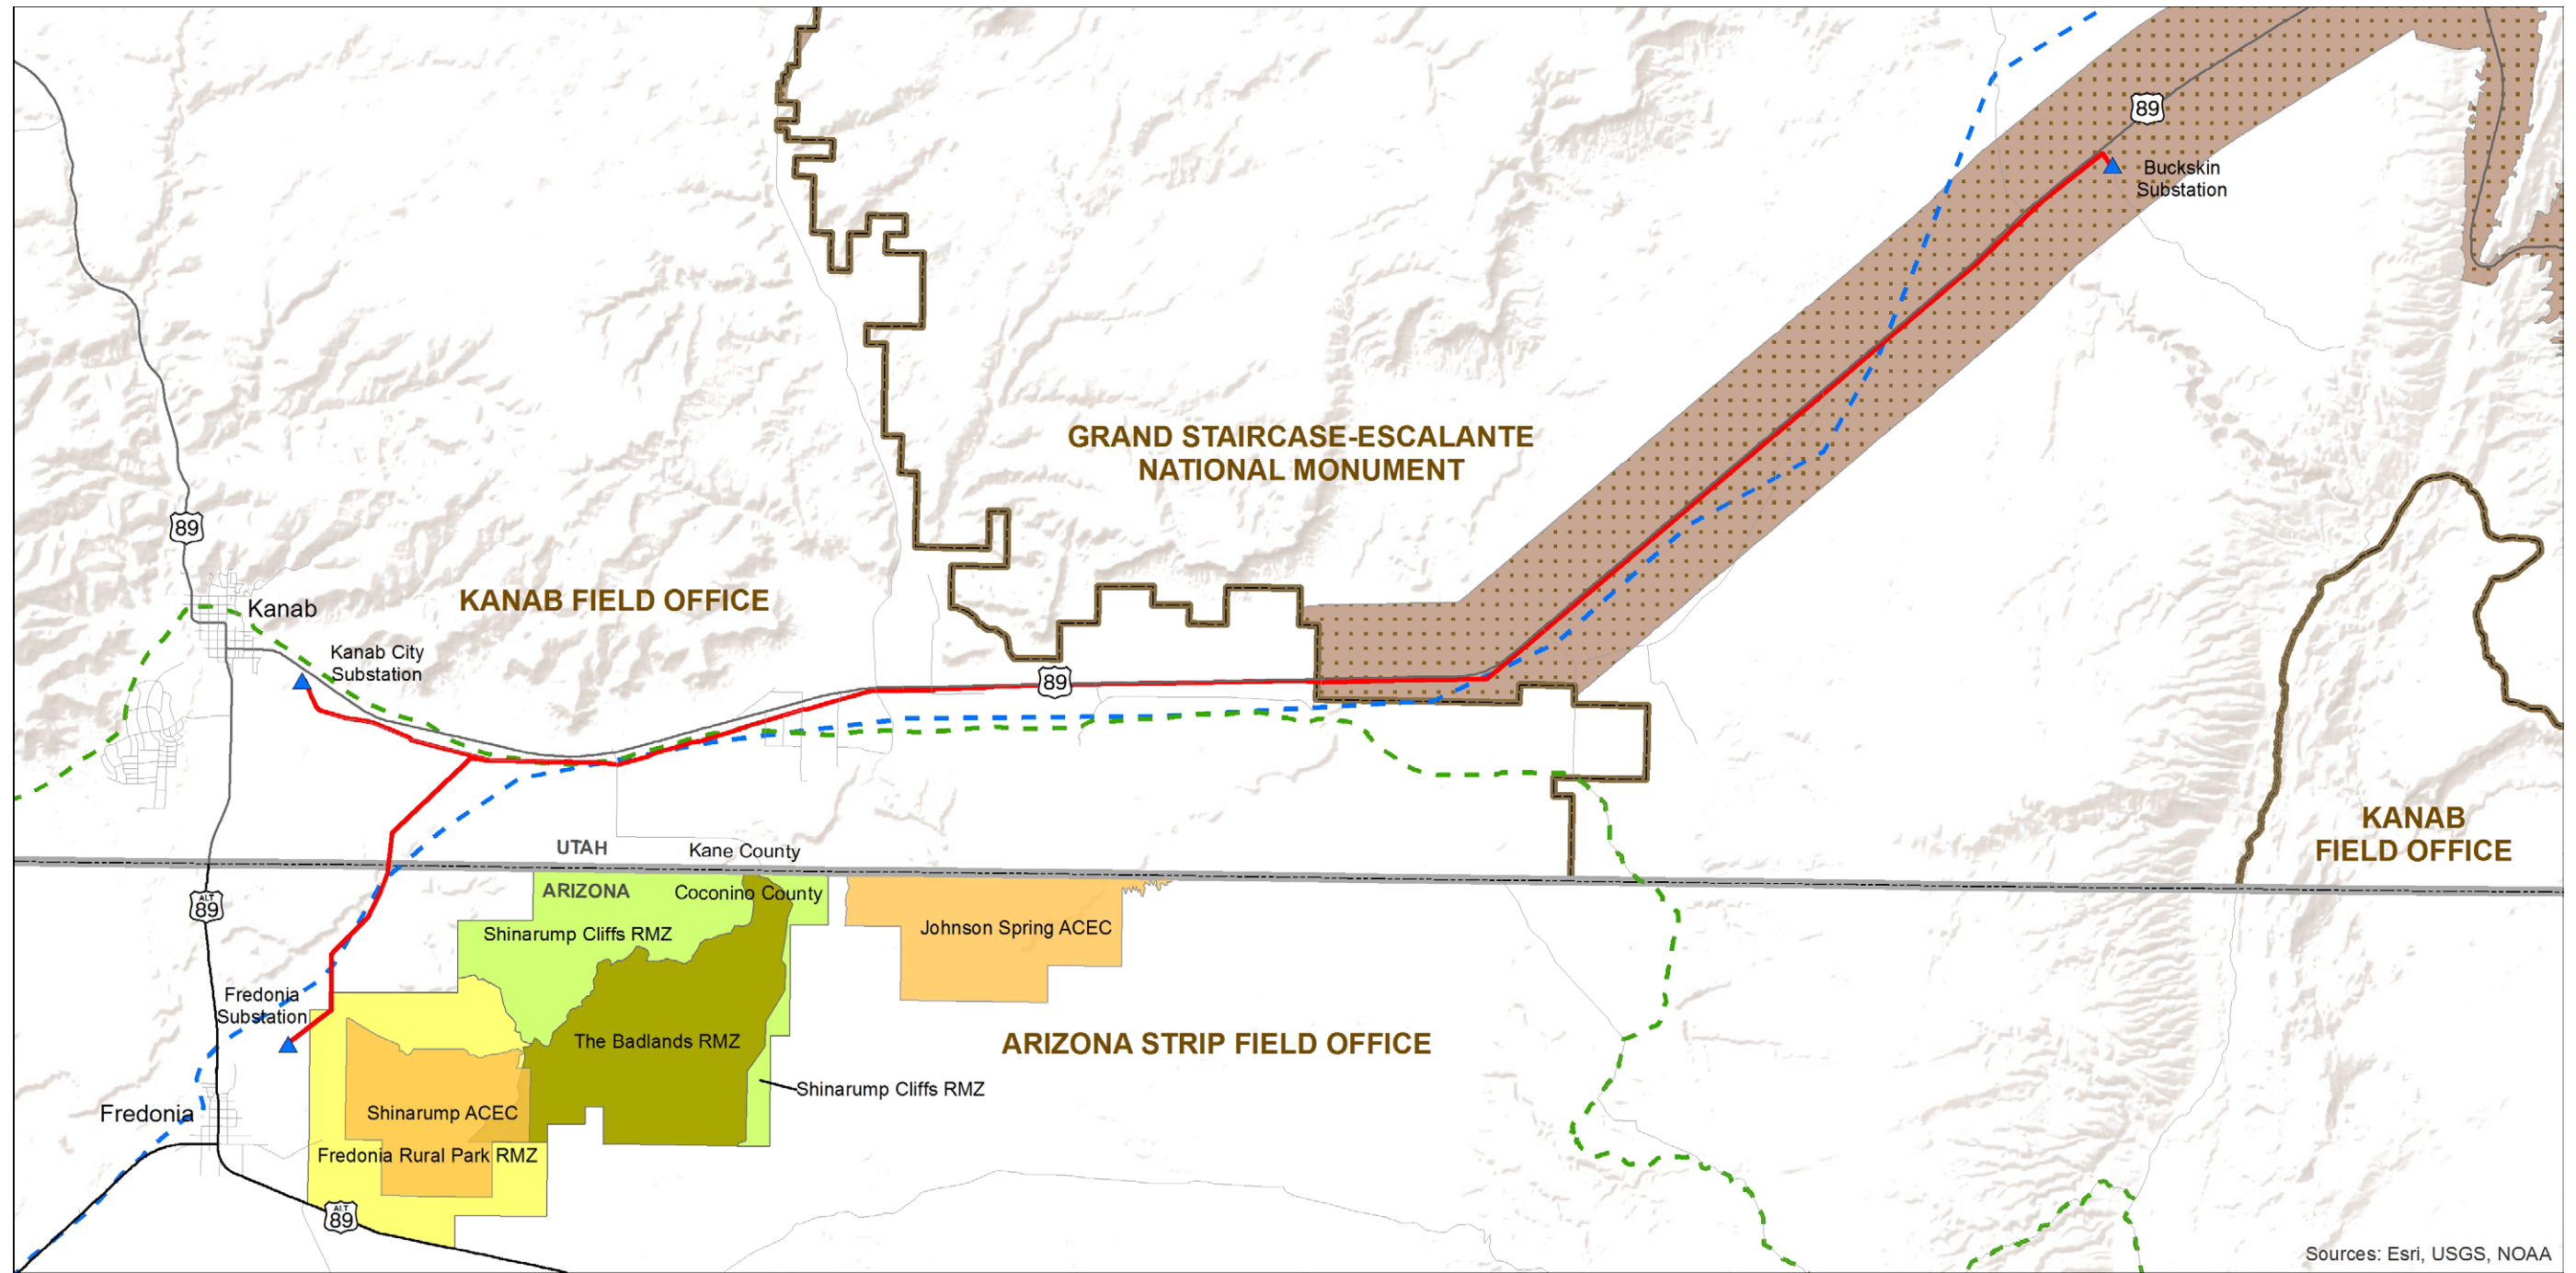 89
Buckskin
Substation
GRAND STAIRCASE-ESCALANTE
NATIONAL MONUMENT
89
Kanab
KANAB FIELD OFFICE
Kanab City
Substation
89
UTAH
Kane County
KANAB
FIELD OFFICE
ALT
89
ARIZONA
Coconino County
Shinarump Cliffs RMZ
Johnson Spring ACEC
Fredonia
Substation
The Badlands RMZ
ARIZONA STRIP FIELD OFFICE
Shinarump Cliffs RMZ
Fredonia
Shinarump ACEC
Fredonia Rural Park RMZ
ALT
89
Sources: Esri, USGS, NOAA